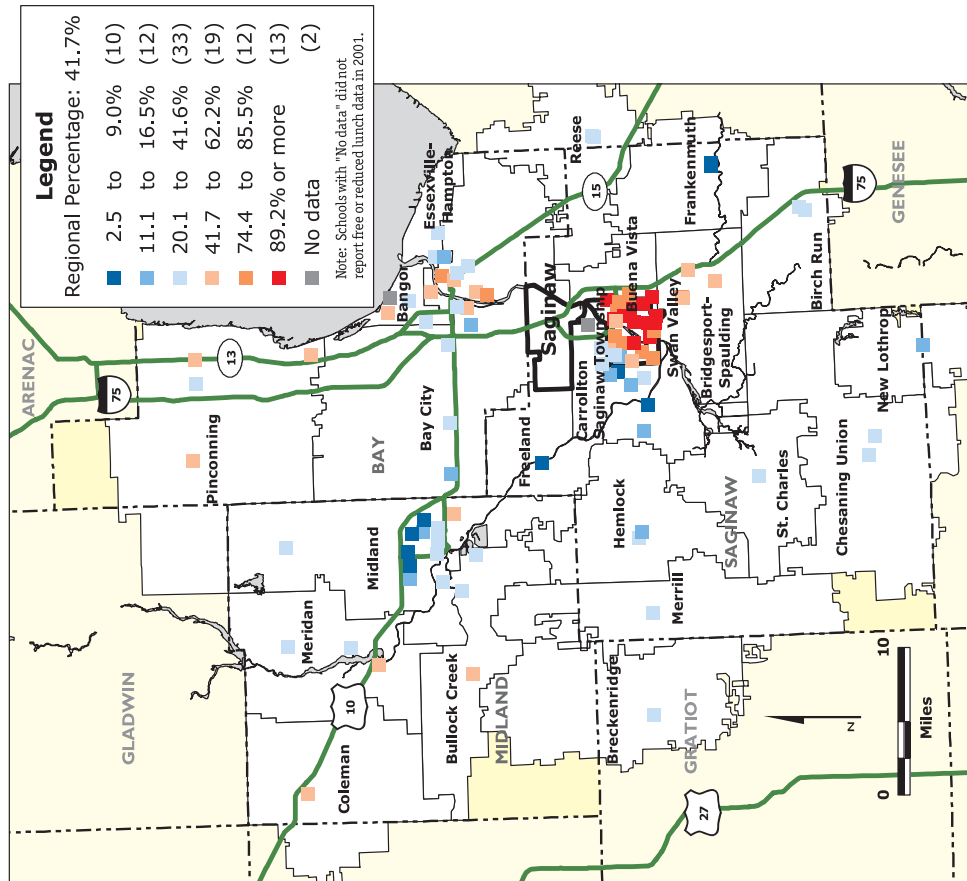 Legend
Regional Percentage: 41.7%
2.5 to 9.0% (10)
11.1 to 16.5% (12)
20.1 to 41.6% (33)
41.7 to 62.2% (19)
74.4 to 85.5% (12)
89.2% or more (13)
No data (2)
Note: Schools with "No data" did not
report free or reduced lunch data in 2001.
GLADWIN
ARENAC
75
13
Pinconning
BAY
Bay City
Bangor
Essexville-
Hampton
Meridan
Midland
10
Coleman
Bullock Creek
MIDLAND
Freeland
Saginaw
Carrollton
Saginaw Township
Buena Vista
Swan Valley
Bridgesport-
Spaulding
15
Reese
Frankenmuth
Hemlock
Merrill
SAGINAW
St. Charles
Chesaning Union
New Lothrop
Birch Run
75
GENESEE
Breckenridge
GRATIOT
27
N
0 10
Miles